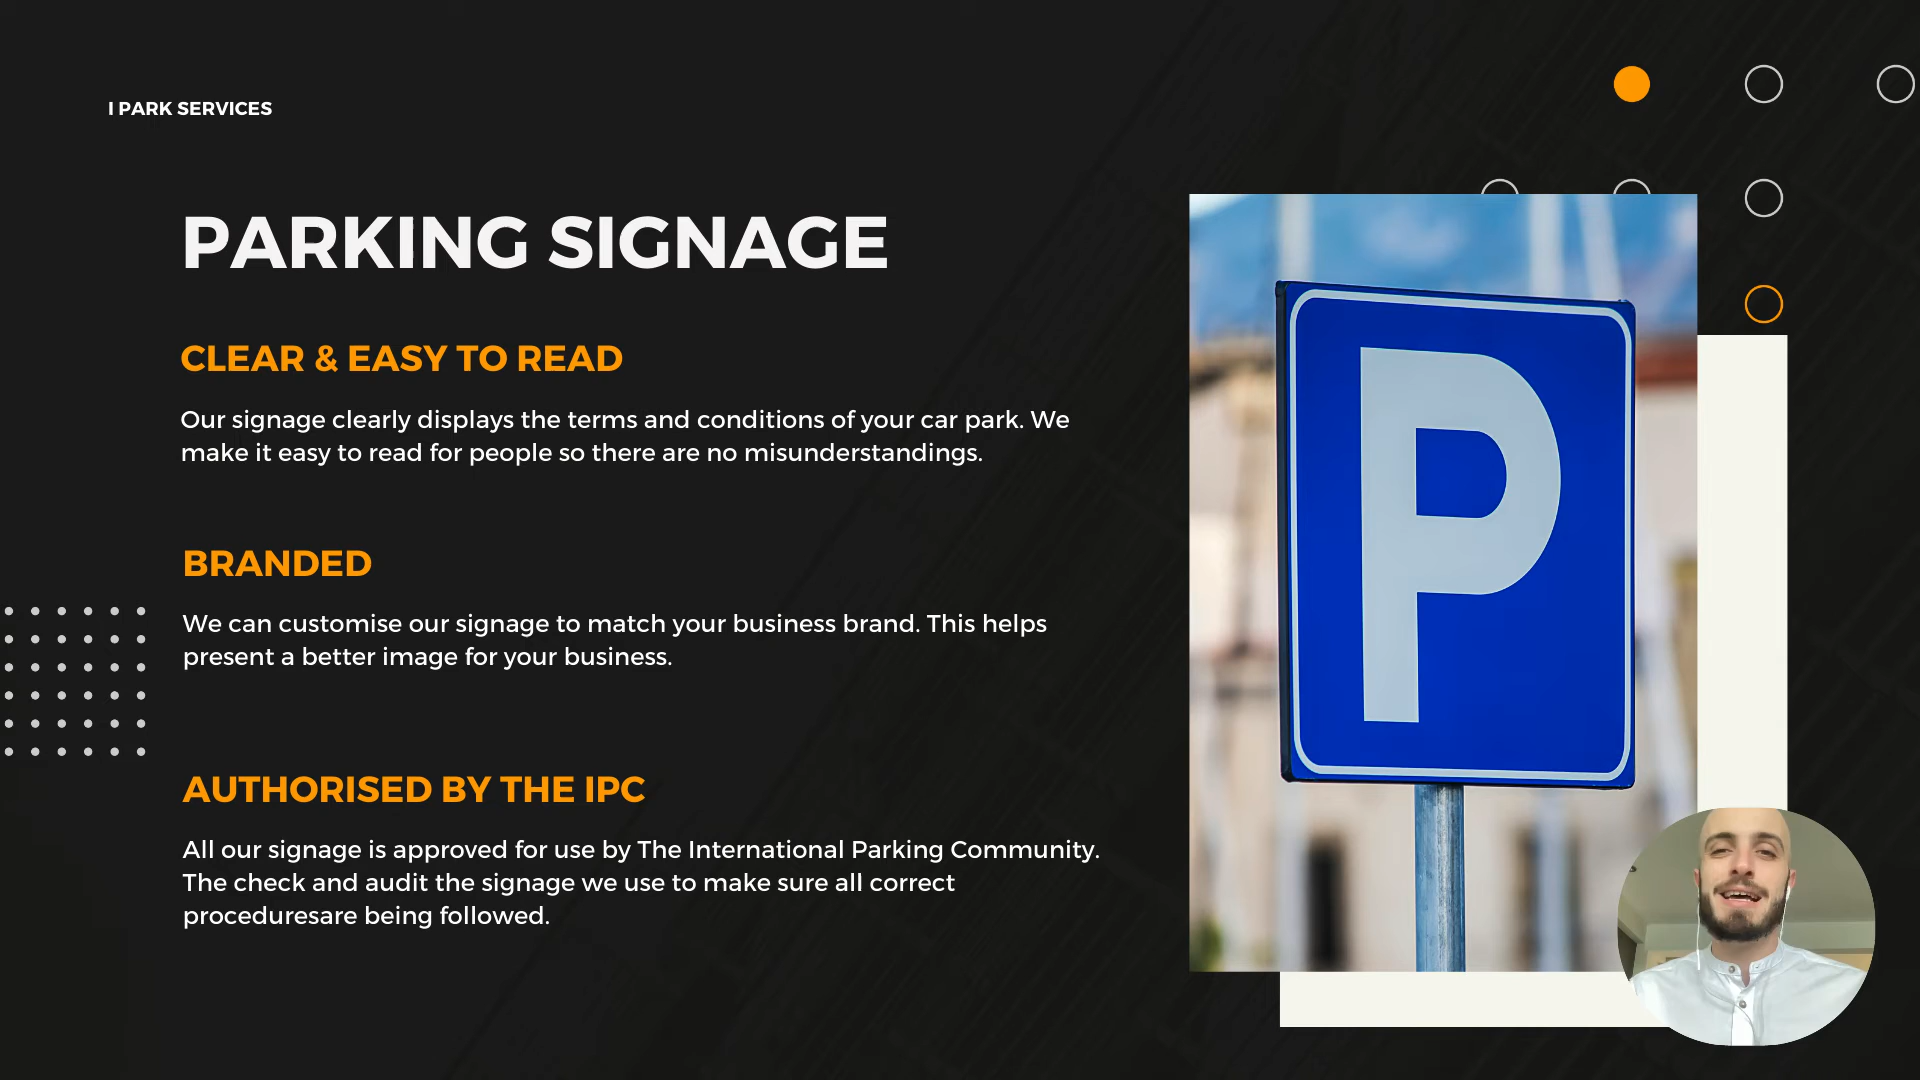 I PARK SERVICES
PARKING SIGNAGE
CLEAR & EASY TO READ
Our signage clearly displays the terms and conditions of your car park. We
make it easy to read for people so there are no misunderstandings.
BRANDED
We can customise our signage to match your business brand. This helps
present a better image for your business.
AUTHORISED BY THE IPC
All our signage is approved for use by The International Parking Community.
The check and audit the signage we use to make sure all correct
proceduresare being followed.
P